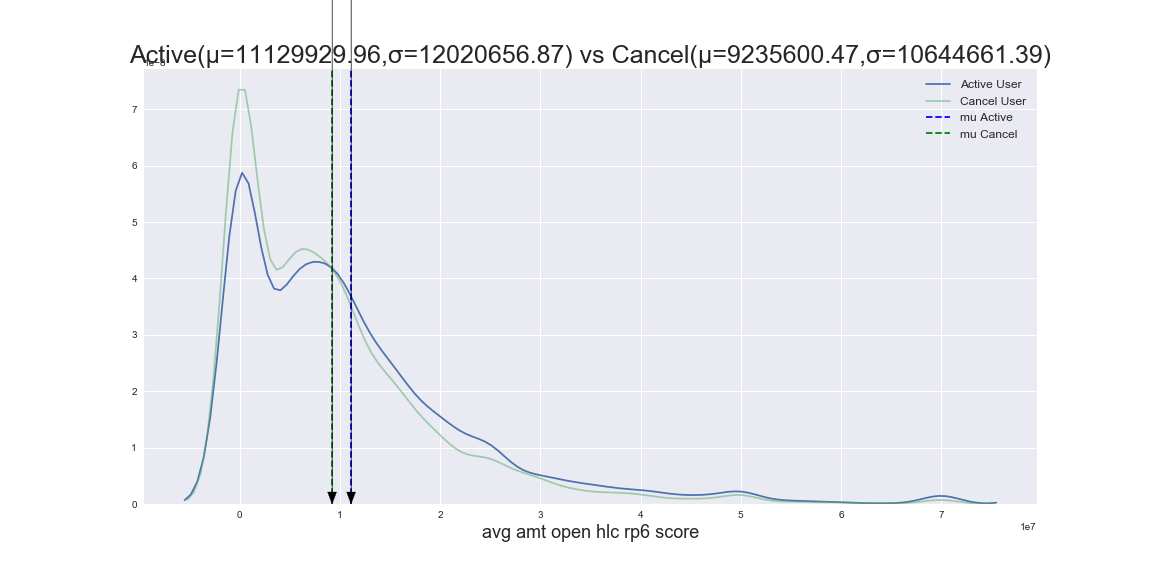 Active(μ=11129929.96,σ=12020656.87) vs Cancel(μ=9235600.47,σ=10644661.39)
1e−8
Active User
Cancel User
mu Active
mu Cancel
7
6
5
4
3
2
1
0
0 1 2 3 4 5 6 7
1e7
avg amt open hlc rp6 score